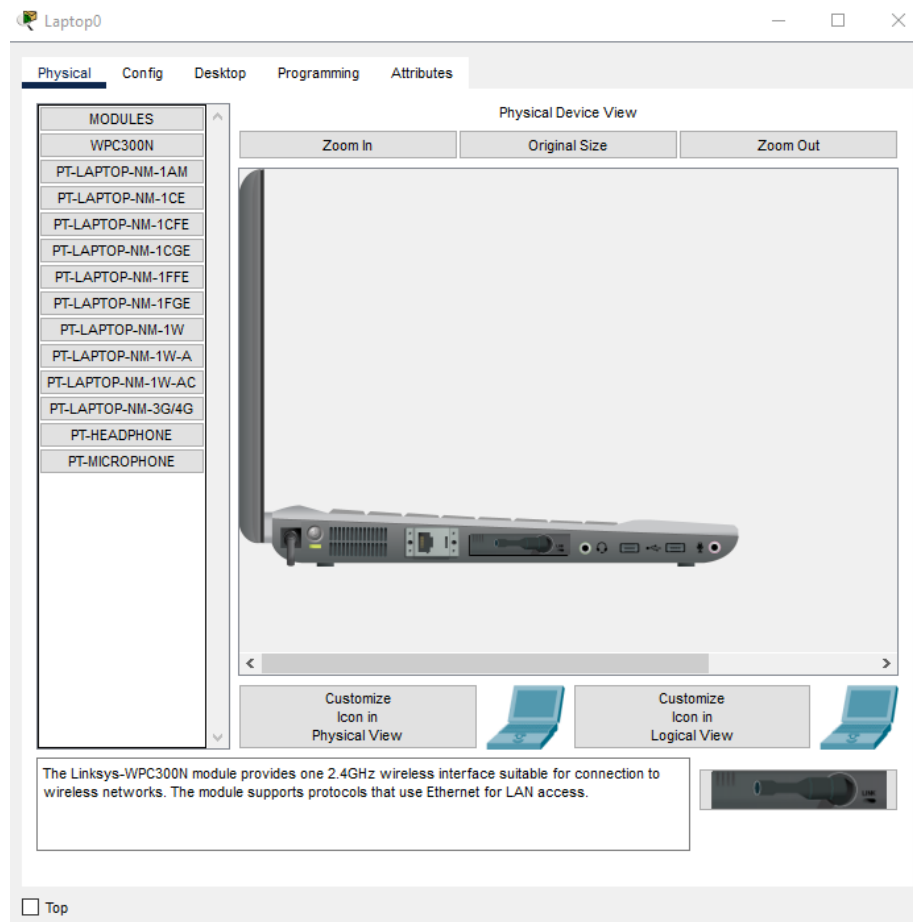 Laptop0
Physical Config Desktop Programming Attributes
MODULES
WPC300N
PT-LAPTOP-NM-1AM
PT-LAPTOP-NM-1CE
PT-LAPTOP-NM-1CFE
PT-LAPTOP-NM-1CGE
PT-LAPTOP-NM-1FFE
PT-LAPTOP-NM-1FGE
PT-LAPTOP-NM-1W
PT-LAPTOP-NM-1W-A
PT-LAPTOP-NM-1W-AC
PT-LAPTOP-NM-3G/4G
PT-HEADPHONE
PT-MICROPHONE
Physical Device View
Zoom In Original Size Zoom Out
Customize
Icon in
Physical View
Customize
Icon in
Logical View
The Linksys-WPC300N module provides one 2.4GHz wireless interface suitable for connection to
wireless networks. The module supports protocols that use Ethernet for LAN access.
LINK
Top